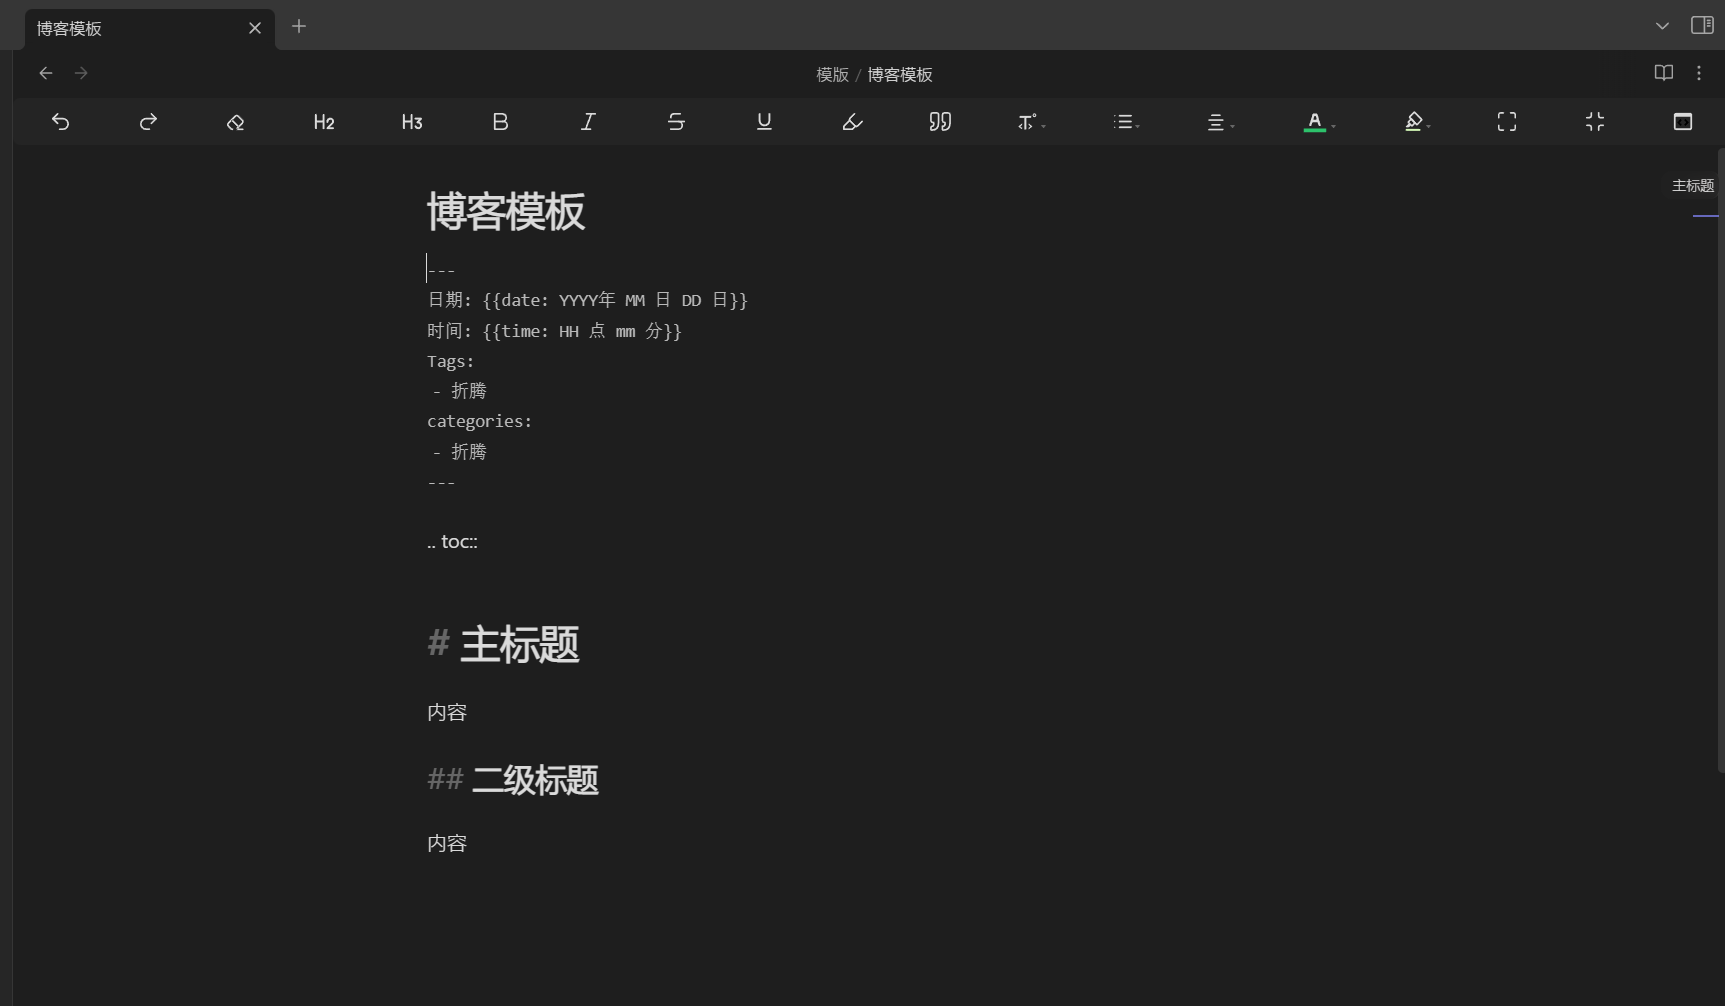 博客模板
模版 / 博客模板
H2 H3 B I S U A
主标题
博客模板
---
日期: {{date: YYYY年 MM 日 DD 日}}
时间: {{time: HH 点 mm 分}}
Tags:
- 折腾
categories:
- 折腾
---
.. toc::
# 主标题
内容
## 二级标题
内容